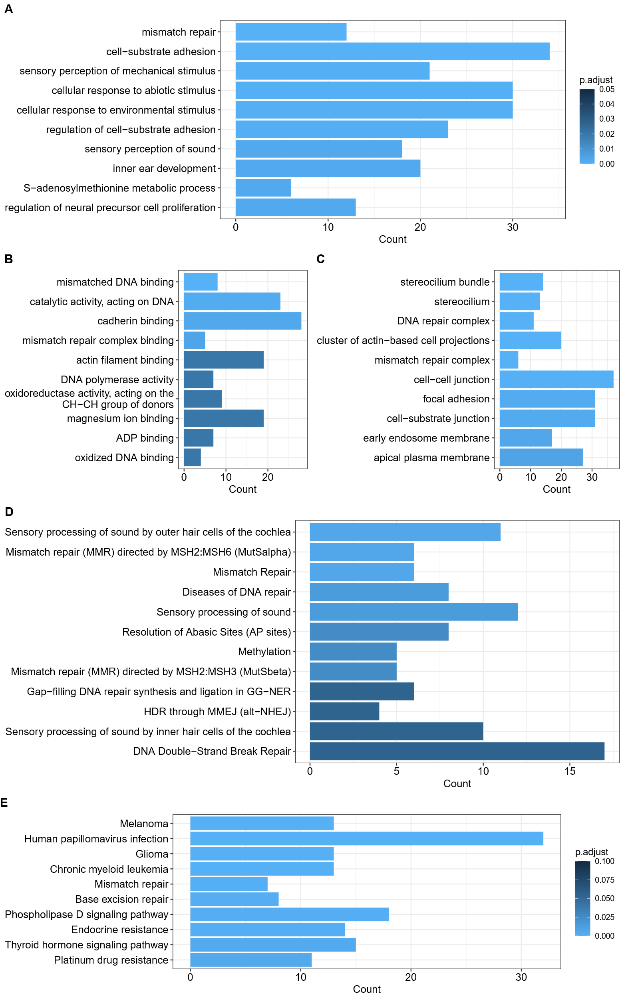 A
mismatch repair
cell−substrate adhesion
sensory perception of mechanical stimulus
cellular response to abiotic stimulus
cellular response to environmental stimulus
regulation of cell−substrate adhesion
sensory perception of sound
inner ear development
S−adenosylmethionine metabolic process
regulation of neural precursor cell proliferation
0 10 20 30
Count
p.adjust
0.05
0.04
0.03
0.02
0.01
0.00
B
mismatched DNA binding
catalytic activity, acting on DNA
cadherin binding
mismatch repair complex binding
actin filament binding
DNA polymerase activity
oxidoreductase activity, acting on the
CH−CH group of donors
magnesium ion binding
ADP binding
oxidized DNA binding
0 10 20
Count
C
stereocilium bundle
stereocilium
DNA repair complex
cluster of actin−based cell projections
mismatch repair complex
cell−cell junction
focal adhesion
cell−substrate junction
early endosome membrane
apical plasma membrane
0 10 20 30
Count
D
Sensory processing of sound by outer hair cells of the cochlea
Mismatch repair (MMR) directed by MSH2:MSH6 (MutSalpha)
Mismatch Repair
Diseases of DNA repair
Sensory processing of sound
Resolution of Abasic Sites (AP sites)
Methylation
Mismatch repair (MMR) directed by MSH2:MSH3 (MutSbeta)
Gap−filling DNA repair synthesis and ligation in GG−NER
HDR through MMEJ (alt−NHEJ)
Sensory processing of sound by inner hair cells of the cochlea
DNA Double−Strand Break Repair
0 5 10 15
Count
E
Melanoma
Human papillomavirus infection
Glioma
Chronic myeloid leukemia
Mismatch repair
Base excision repair
Phospholipase D signaling pathway
Endocrine resistance
Thyroid hormone signaling pathway
Platinum drug resistance
0 10 20 30
Count
p.adjust
0.100
0.075
0.050
0.025
0.000